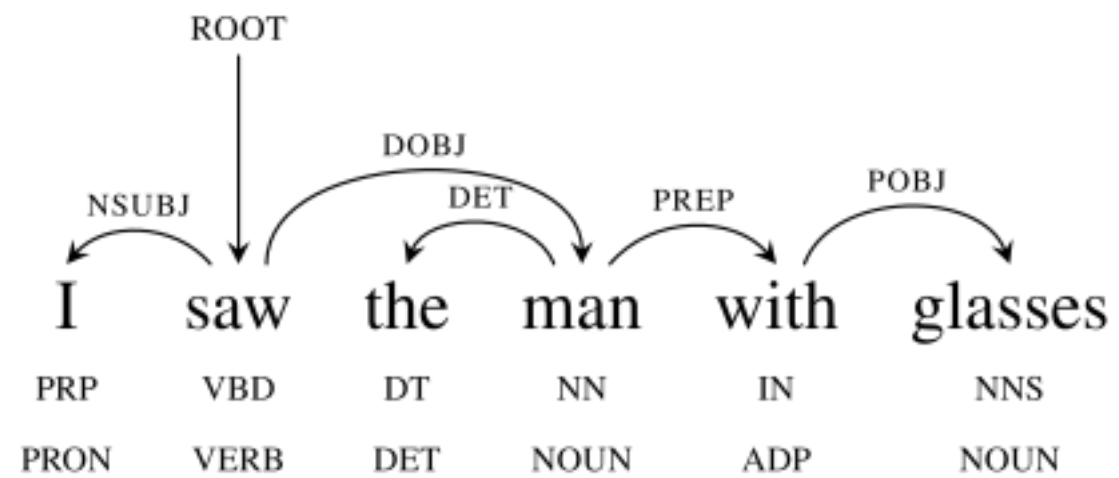 ROOT
DOBJ
NSUBJ DET PREP POBJ
I saw the man with glasses
PRP VBD DT NN IN NNS
PRON VERB DET NOUN ADP NOUN